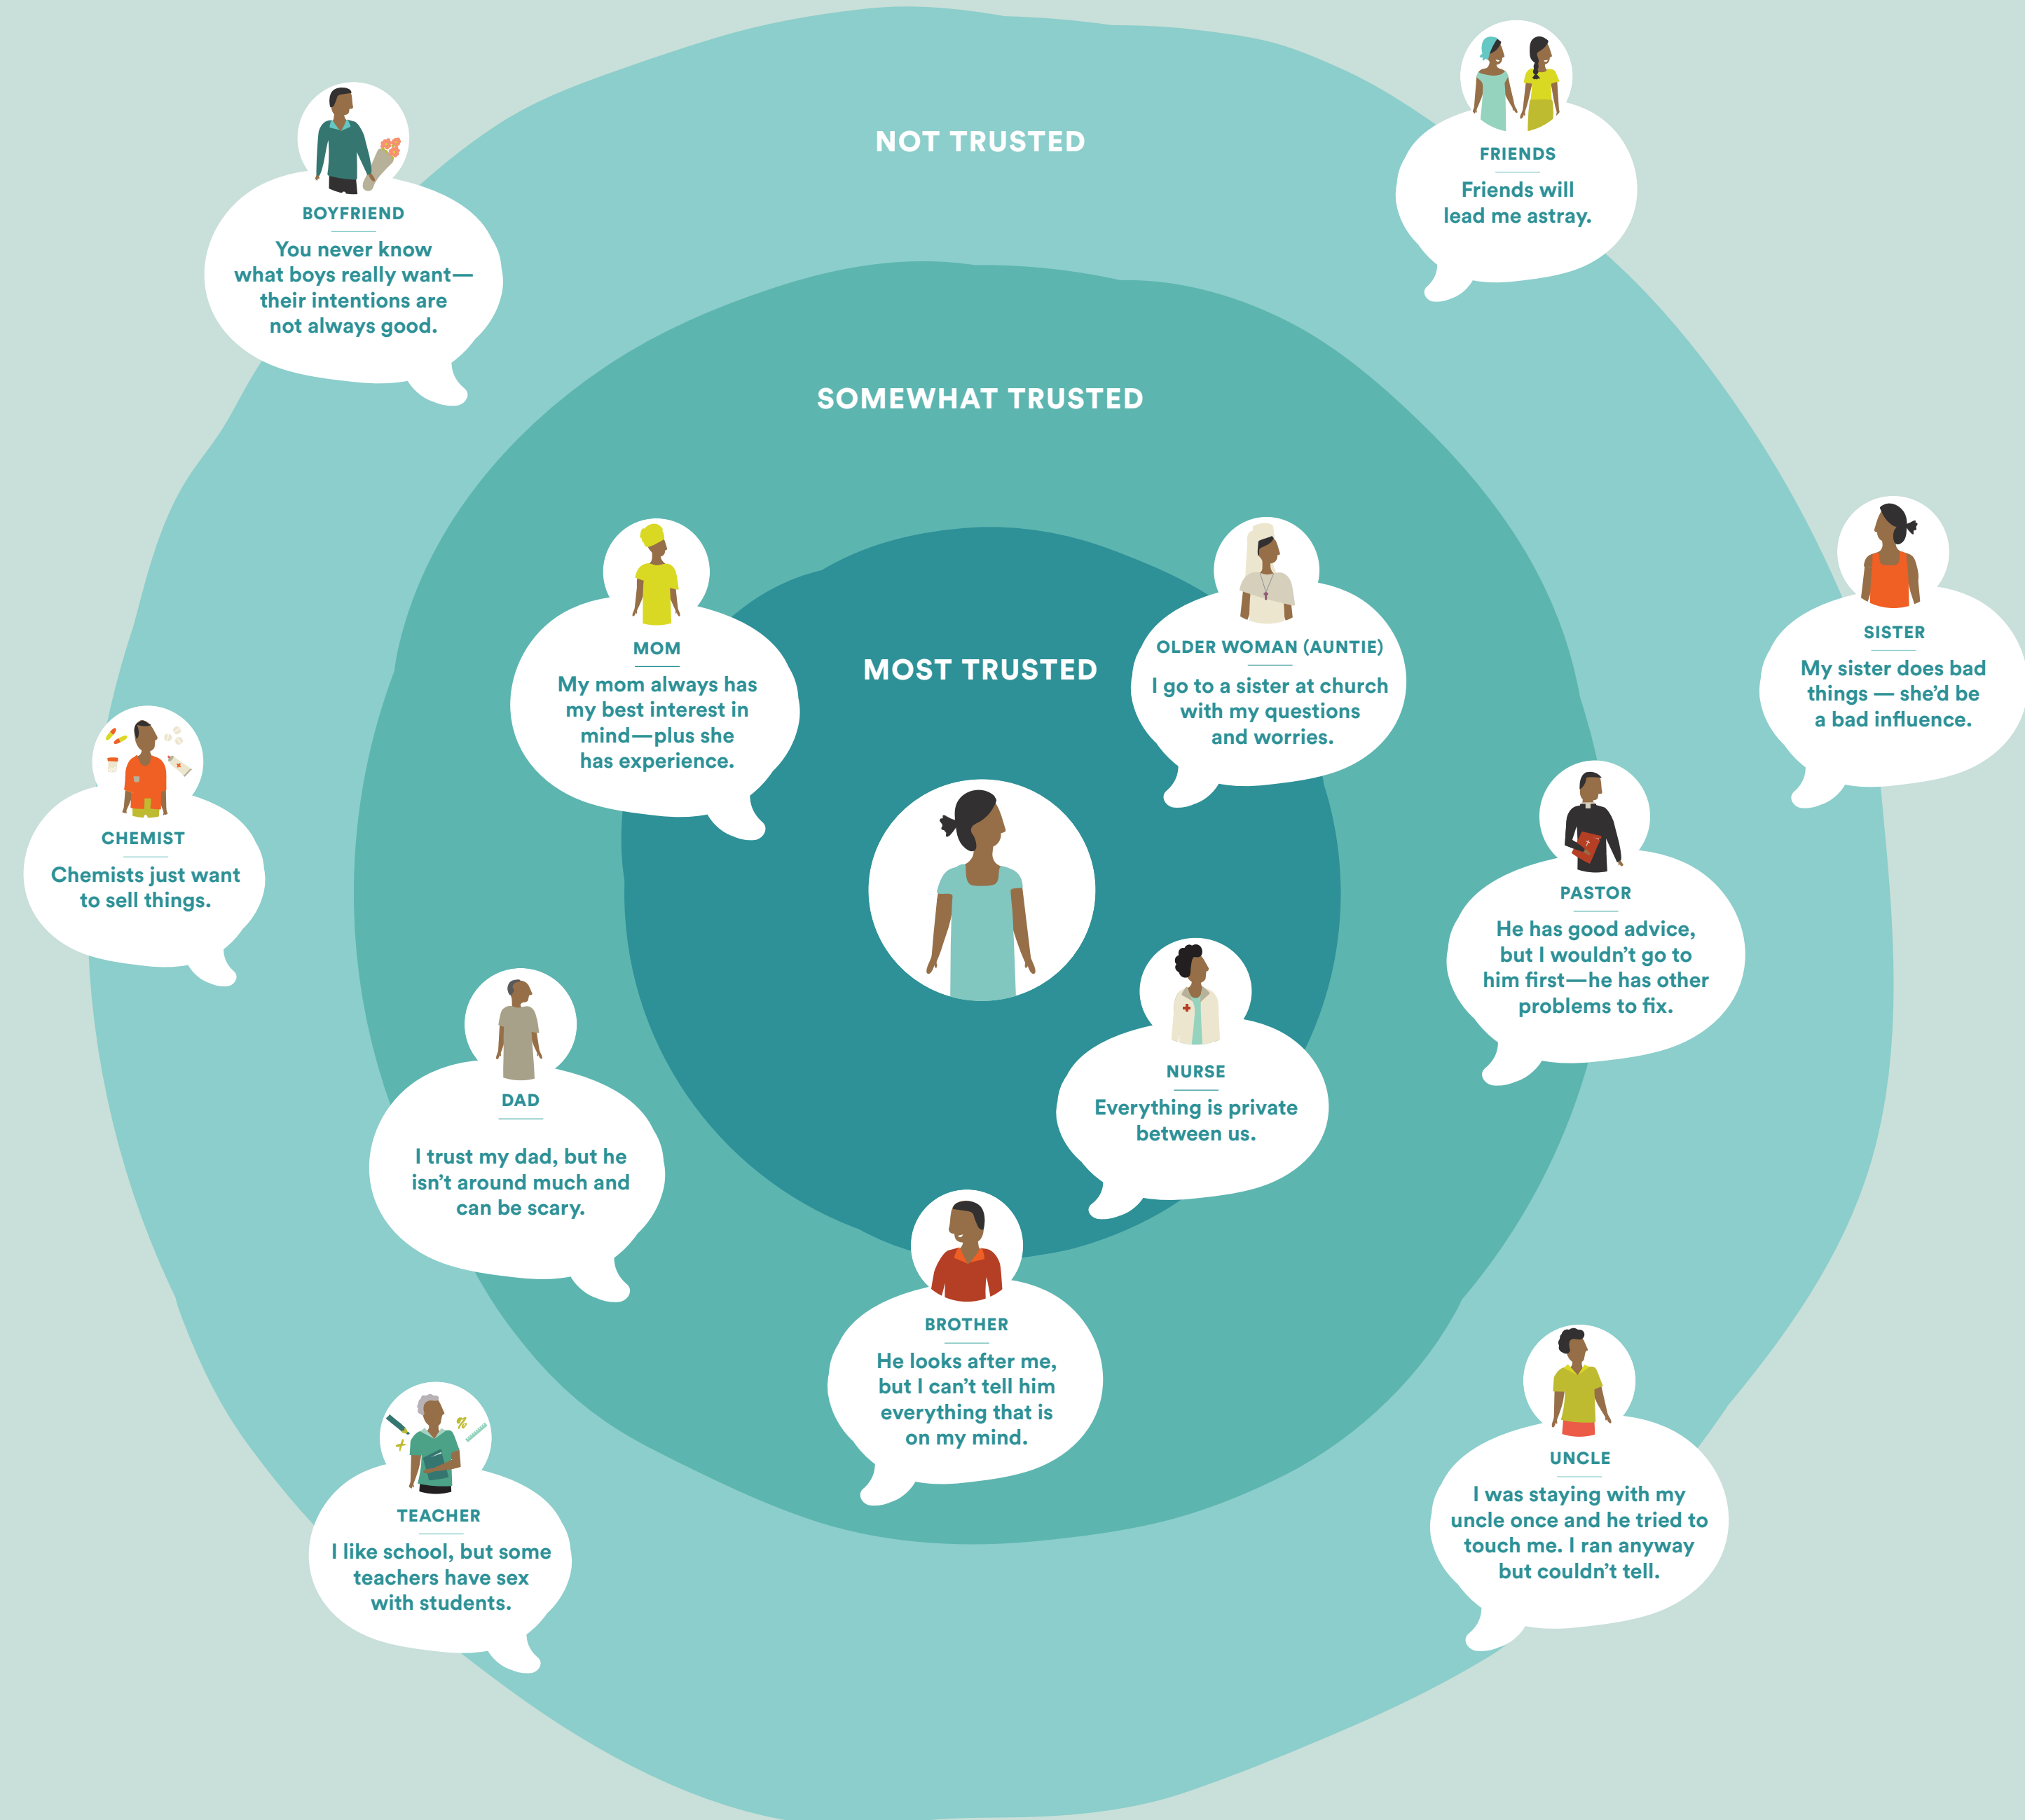 NOT TRUSTED
FRIENDS
Friends will
lead me astray.
BOYFRIEND
You never know
what boys really want—
their intentions are
not always good.
SOMEWHAT TRUSTED
MOST TRUSTED
MOM
My mom always has
my best interest in
mind—plus she
has experience.
OLDER WOMAN (AUNTIE)
I go to a sister at church
with my questions
and worries.
SISTER
My sister does bad
things — she’d be
a bad influence.
CHEMIST
Chemists just want
to sell things.
PASTOR
He has good advice,
but I wouldn’t go to
him first—he has other
problems to fix.
DAD
I trust my dad, but he
isn’t around much and
can be scary.
NURSE
Everything is private
between us.
BROTHER
He looks after me,
but I can’t tell him
everything that is
on my mind.
TEACHER
I like school, but some
teachers have sex
with students.
UNCLE
I was staying with my
uncle once and he tried to
touch me. I ran anyway
but couldn’t tell.